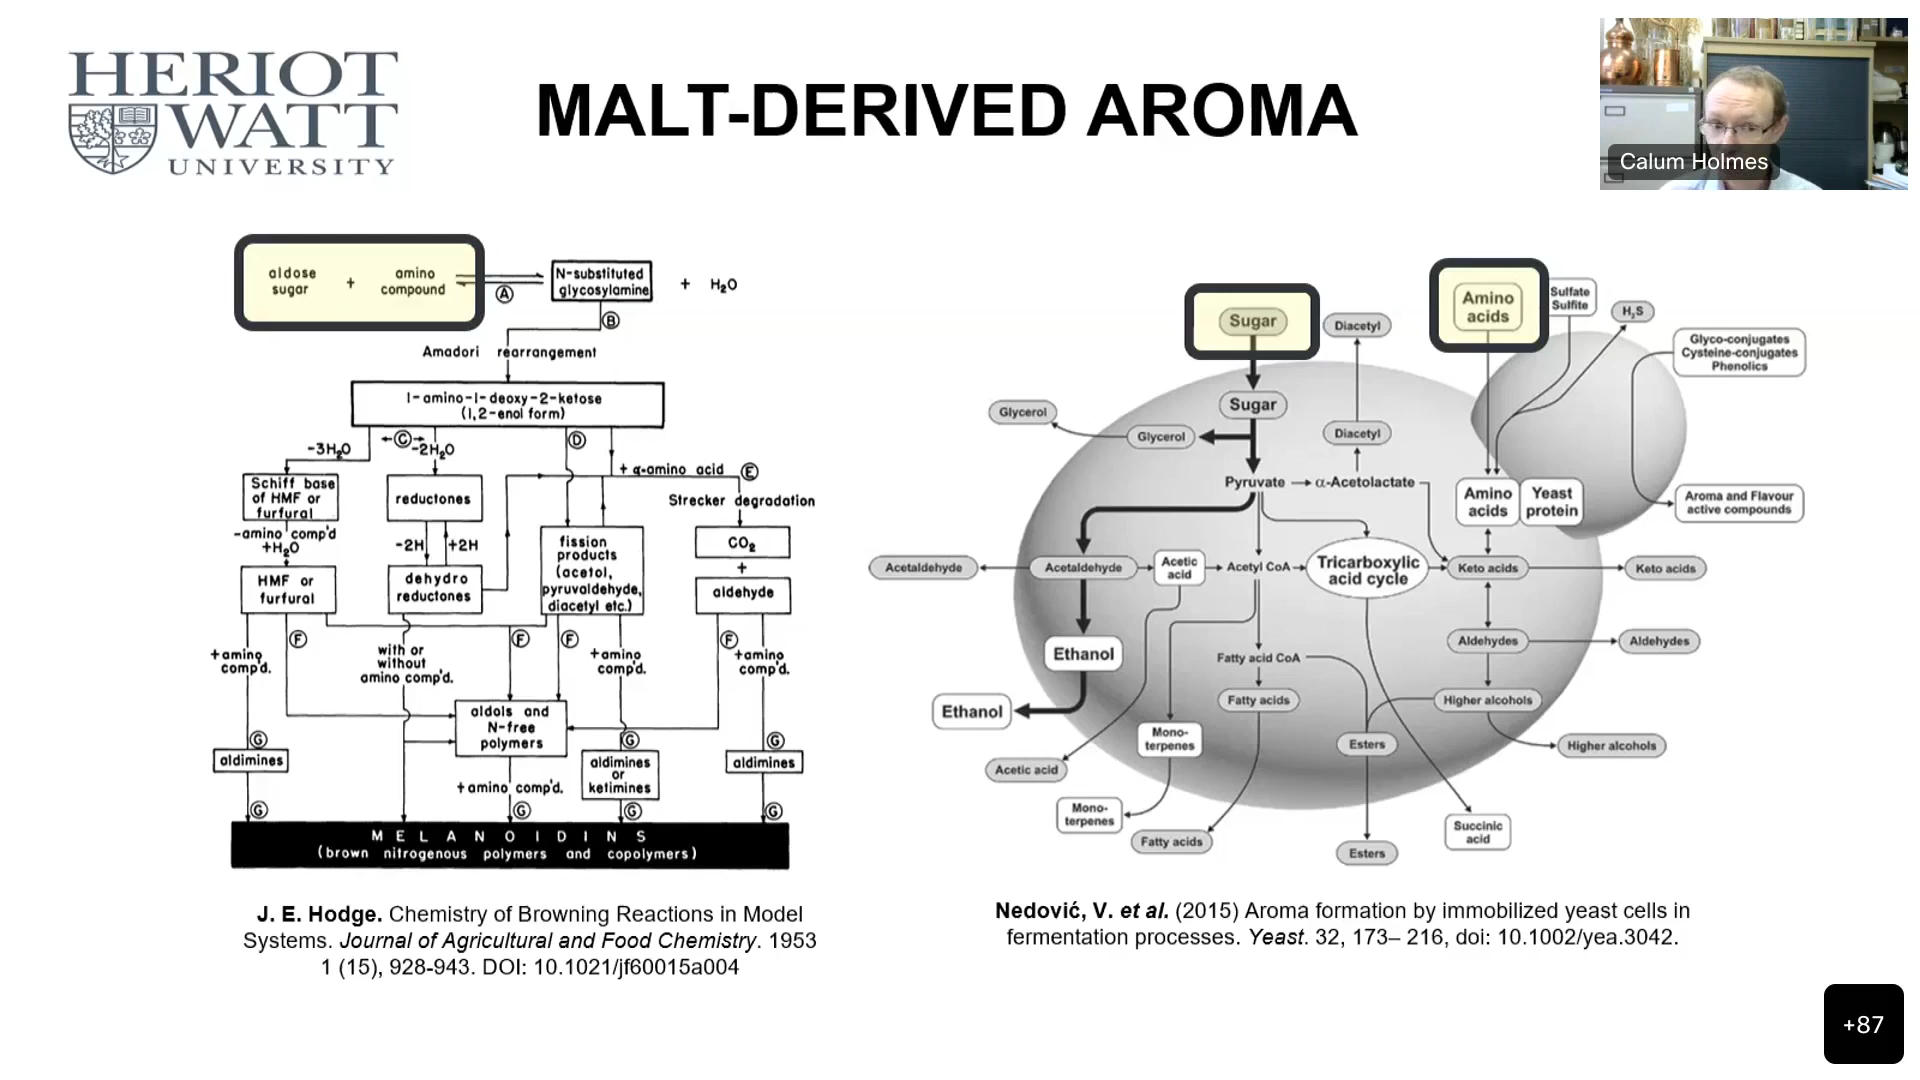 HERIOT
WATT
UNIVERSITY
MALT-DERIVED AROMA
Calum Holmes
aldose
sugar
+
amino
compound
A
N-substituted
glycosylamine
+ H₂O
B
Amadori rearrangement
1-amino-1-deoxy-2-ketose
(1,2-enol form)
-3H₂O
C
-2H₂O
D
+ α-amino acid E
Strecker degradation
Schiff base
of HMF or
furfural
reductones
-amino comp'd
+H₂O
-2H
+2H
fission
products
(acetol,
pyruvaldehyde,
diacetyl etc.)
CO₂
+
aldehyde
HMF or
furfural
dehydro
reductones
F
F
F
F
+amino
comp'd.
with or
without
amino comp'd.
+amino
comp'd.
+amino
comp'd.
aldols and
N-free
polymers
G
G
G
aldimines
aldimines
or
ketimines
aldimines
+amino comp'd.
G
G
G
G
MELANOIDINS
(brown nitrogenous polymers and copolymers)
J. E. Hodge. Chemistry of Browning Reactions in Model
Systems. Journal of Agricultural and Food Chemistry. 1953
1 (15), 928-943. DOI: 10.1021/jf60015a004
Sugar
Diacetyl
Amino
acids
Sulfate
Sulfite
H₂S
Glyco-conjugates
Cysteine-conjugates
Phenolics
Sugar
Glycerol
Glycerol
Diacetyl
Pyruvate
α-Acetolactate
Amino
acids
Yeast
protein
Aroma and Flavour
active compounds
Acetaldehyde
Acetaldehyde
Acetic
acid
Acetyl CoA
Tricarboxylic
acid cycle
Keto acids
Keto acids
Ethanol
Fatty acid CoA
Aldehydes
Aldehydes
Ethanol
Fatty acids
Higher alcohols
Mono-
terpenes
Esters
Higher alcohols
Acetic acid
Mono-
terpenes
Fatty acids
Esters
Succinic
acid
Nedović, V. et al. (2015) Aroma formation by immobilized yeast cells in
fermentation processes. Yeast. 32, 173– 216, doi: 10.1002/yea.3042.
+87